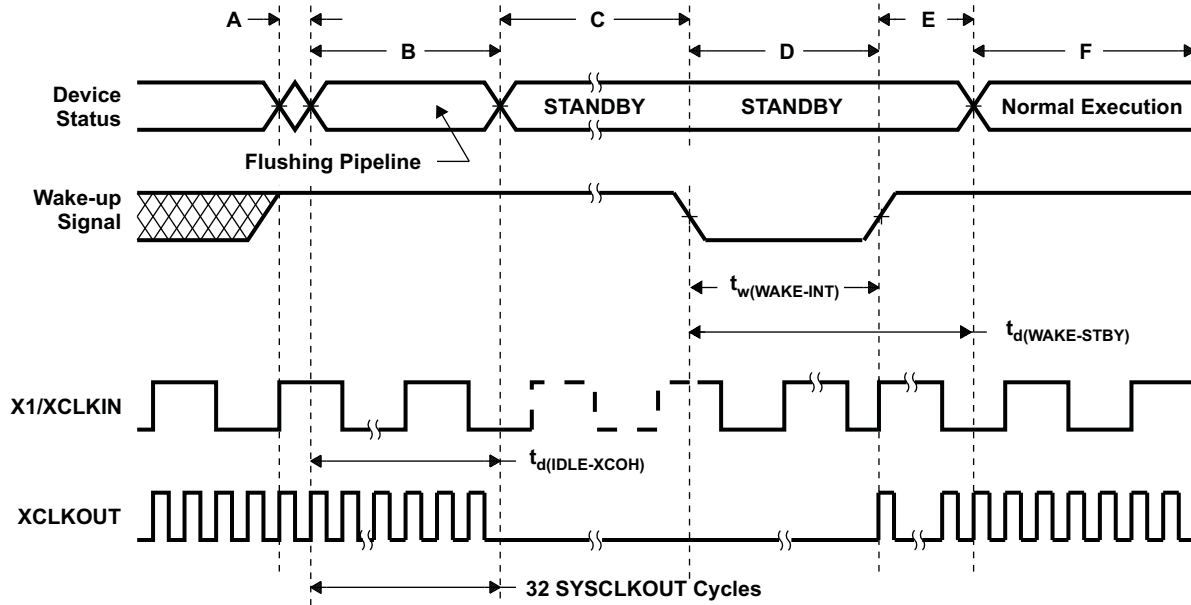 A
B
C
D
E
F
Device
Status
STANDBY
STANDBY
Normal Execution
Flushing Pipeline
Wake-up
Signal
tw(WAKE-INT)
td(WAKE-STBY)
X1/XCLKIN
td(IDLE-XCOH)
XCLKOUT
32 SYSCLKOUT Cycles